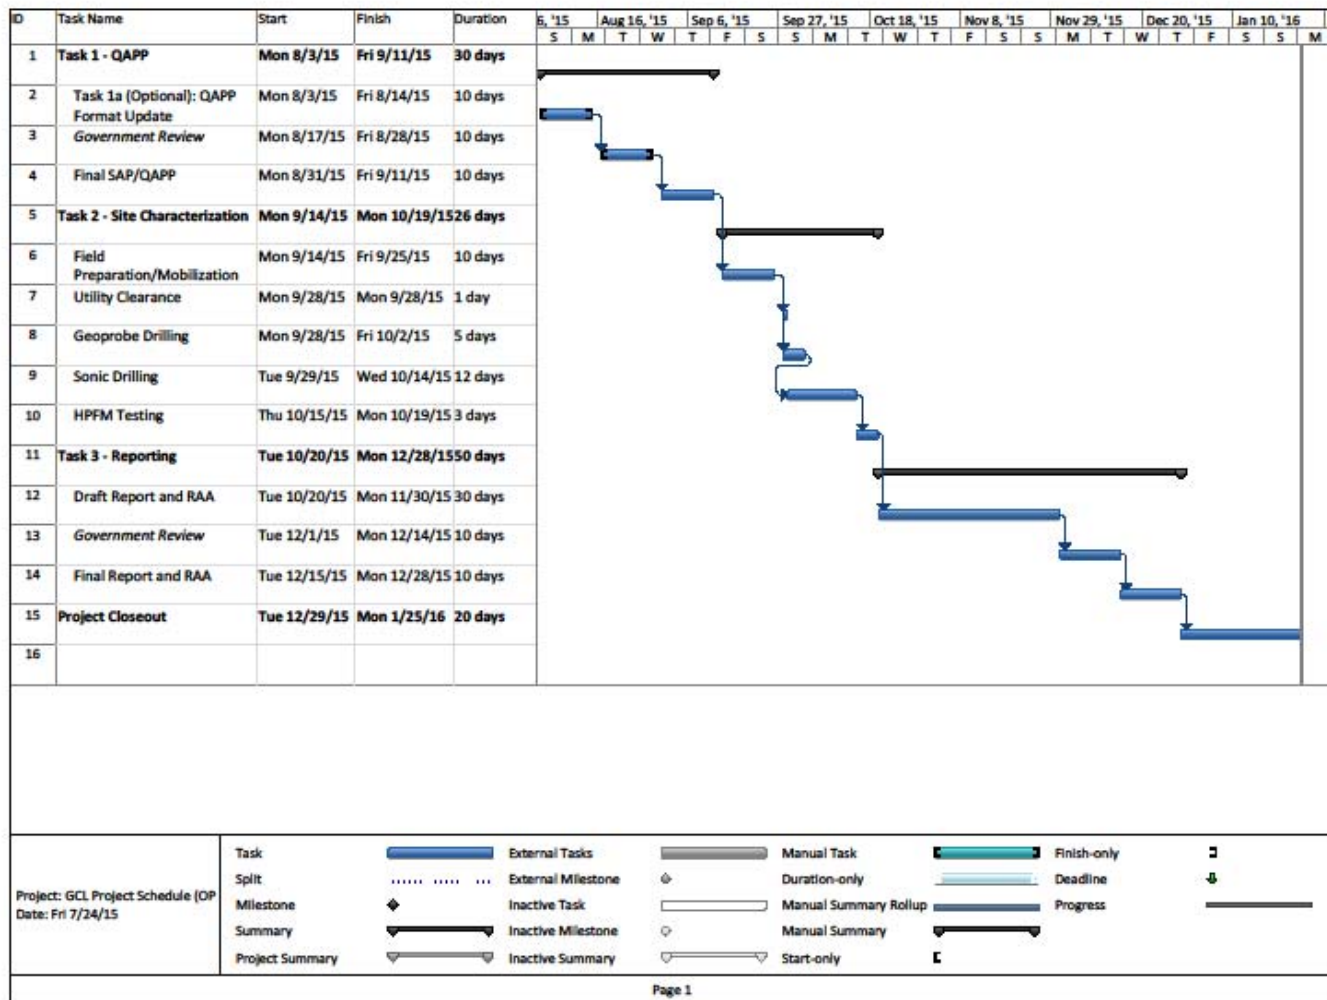 ID Task Name Start Finish Duration 6, '15 Aug 16, '15 Sep 6, '15 Sep 27, '15 Oct 18, '15 Nov 8, '15 Nov 29, '15 Dec 20, '15 Jan 10, '16
S M T W T F S S M T W T F S S M T W T F S S M
1 Task 1 - QAPP Mon 8/3/15 Fri 9/11/15 30 days
2 Task 1a (Optional): QAPP Mon 8/3/15 Fri 8/14/15 10 days
Format Update
3 Government Review Mon 8/17/15 Fri 8/28/15 10 days
4 Final SAP/QAPP Mon 8/31/15 Fri 9/11/15 10 days
5 Task 2 - Site Characterization Mon 9/14/15 Mon 10/19/15 26 days
6 Field Mon 9/14/15 Fri 9/25/15 10 days
Preparation/Mobilization
7 Utility Clearance Mon 9/28/15 Mon 9/28/15 1 day
8 Geoprobe Drilling Mon 9/28/15 Fri 10/2/15 5 days
9 Sonic Drilling Tue 9/29/15 Wed 10/14/15 12 days
10 HPFM Testing Thu 10/15/15 Mon 10/19/15 3 days
11 Task 3 - Reporting Tue 10/20/15 Mon 12/28/15 50 days
12 Draft Report and RAA Tue 10/20/15 Mon 11/30/15 30 days
13 Government Review Tue 12/1/15 Mon 12/14/15 10 days
14 Final Report and RAA Tue 12/15/15 Mon 12/28/15 10 days
15 Project Closeout Tue 12/29/15 Mon 1/25/16 20 days
16
Project: GCL Project Schedule (OP
Date: Fri 7/24/15
Task External Tasks Manual Task Finish-only
Split External Milestone Duration-only Deadline
Milestone Inactive Task Manual Summary Rollup Progress
Summary Inactive Milestone Manual Summary
Project Summary Inactive Summary Start-only
Page 1